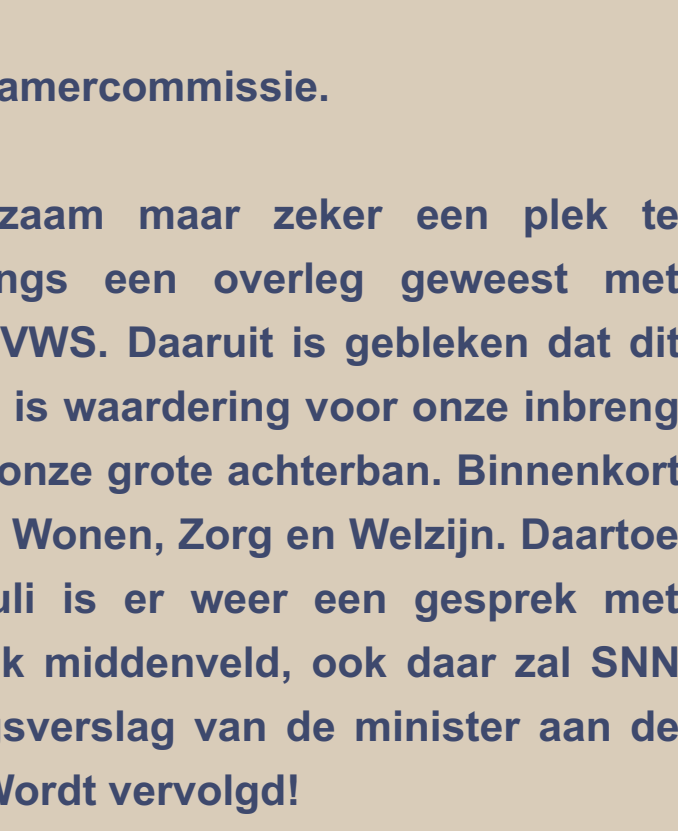 amercommissie.
zaam maar zeker een plek te
ngs een overleg geweest met
VWS. Daaruit is gebleken dat dit
is waardering voor onze inbreng
onze grote achterban. Binnenkort
Wonen, Zorg en Welzijn. Daartoe
uli is er weer een gesprek met
k middenveld, ook daar zal SNN
sverslag van de minister aan de
Wordt vervolgd!